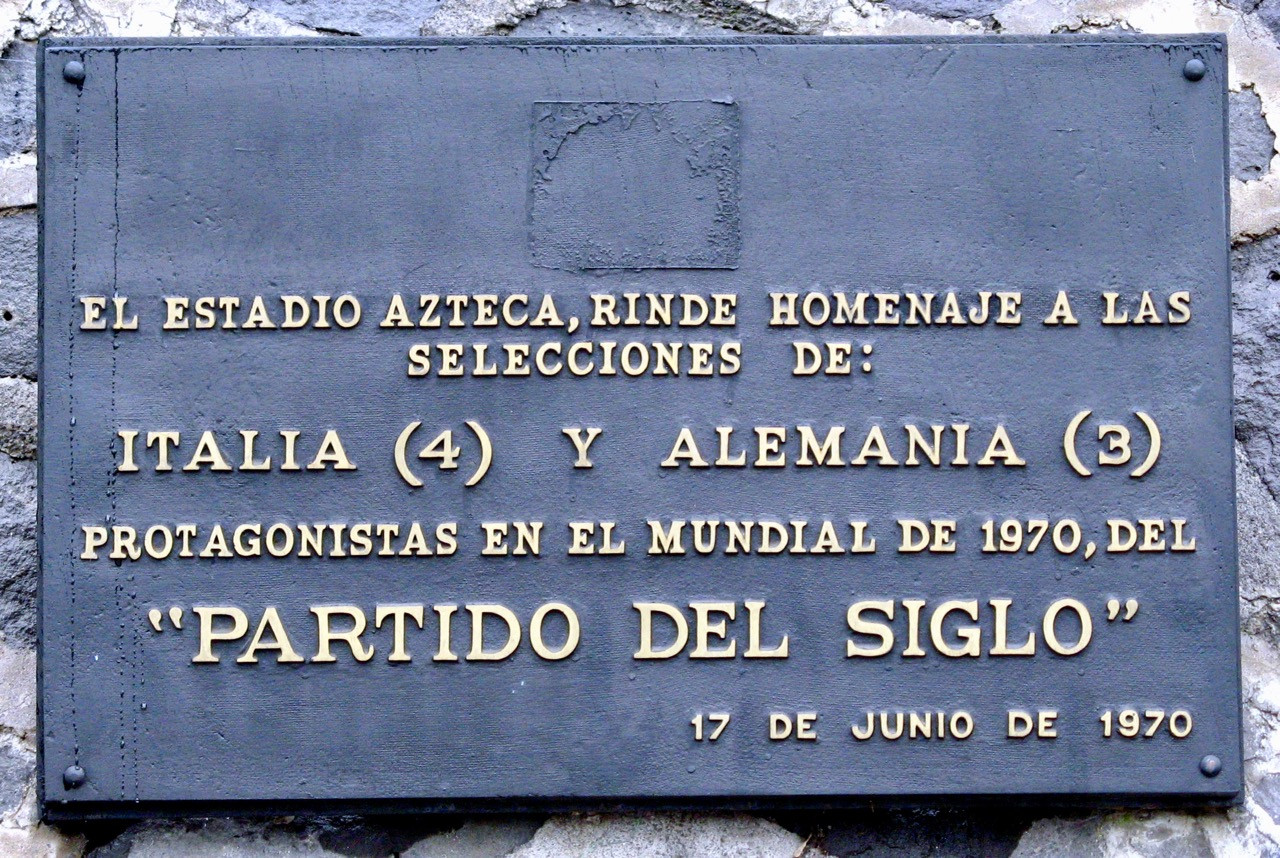 EL ESTADIO AZTECA, RINDE HOMENAJE A LAS
SELECCIONES DE:
ITALIA (4) Y ALEMANIA (3)
PROTAGONISTAS EN EL MUNDIAL DE 1970, DEL
"PARTIDO DEL SIGLO"
17 DE JUNIO DE 1970